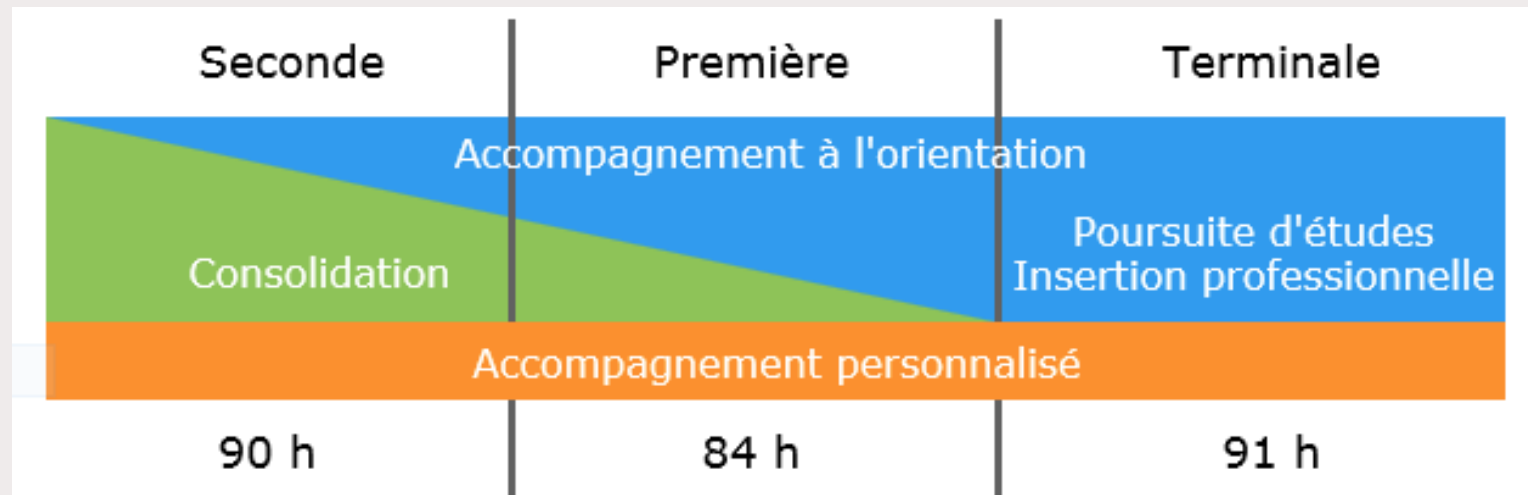 Seconde
Première
Terminale
Accompagnement à l'orientation
Consolidation
Poursuite d'études
Insertion professionnelle
Accompagnement personnalisé
90 h
84 h
91 h